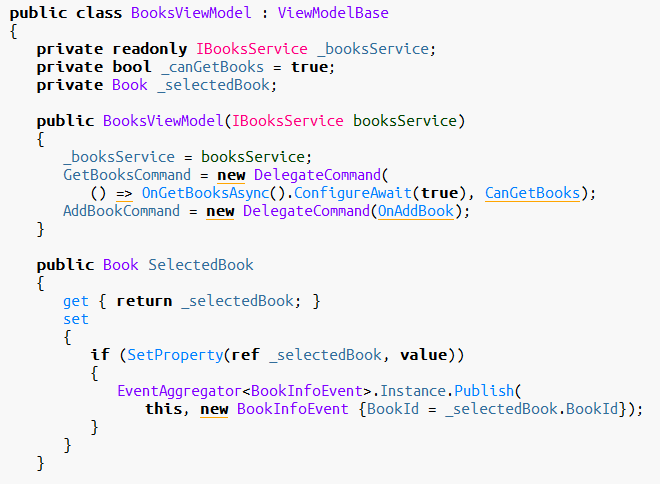 public class BooksViewModel : ViewModelBase
{
private readonly IBooksService _booksService;
private bool _canGetBooks = true;
private Book _selectedBook;
public BooksViewModel(IBooksService booksService)
{
_booksService = booksService;
GetBooksCommand = new DelegateCommand(
() => OnGetBooksAsync().ConfigureAwait(true), CanGetBooks);
AddBookCommand = new DelegateCommand(OnAddBook);
}
public Book SelectedBook
{
get { return _selectedBook; }
set
{
if (SetProperty(ref _selectedBook, value))
{
EventAggregator<BookInfoEvent>.Instance.Publish(
this, new BookInfoEvent {BookId = _selectedBook.BookId});
}
}
}